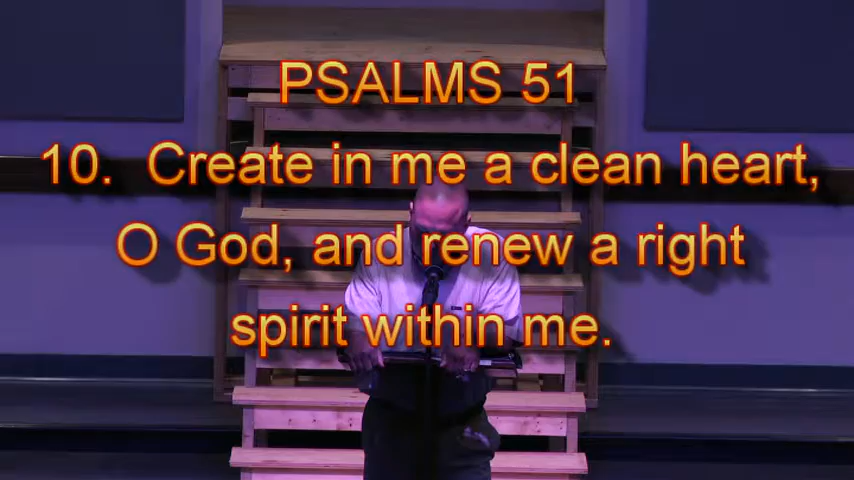 PSALMS 51
10. Create in me a clean heart,
O God, and renew a right
spirit within me.